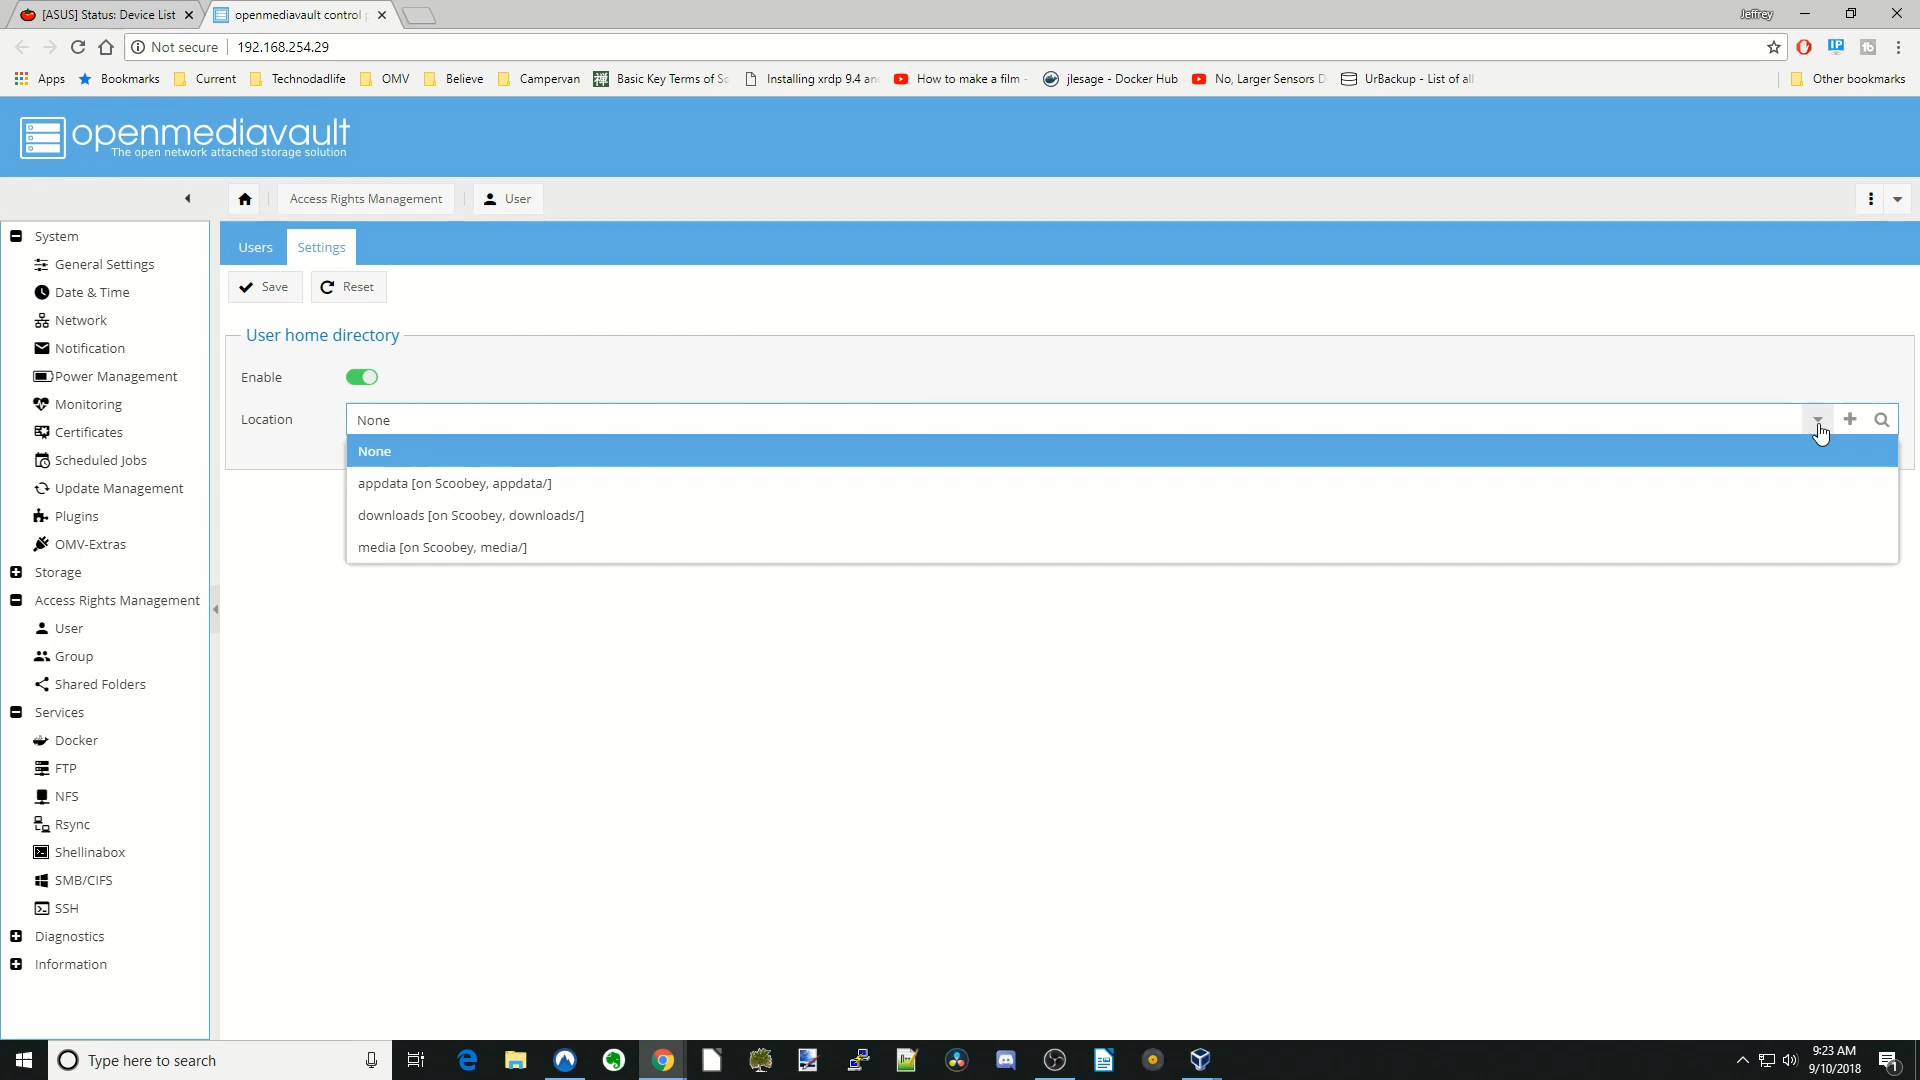 [ASUS] Status: Device List
openmediavault control p
Jeffrey
Not secure
192.168.254.29
Apps
Bookmarks
Current
Technodadlife
OMV
Believe
Campervan
Basic Key Terms of Sc
Installing xrdp 9.4 an
How to make a film -
jlesage - Docker Hub
No, Larger Sensors D
UrBackup - List of all
Other bookmarks
openmediavault
The open network attached storage solution
Access Rights Management
User
System
General Settings
Date & Time
Network
Notification
Power Management
Monitoring
Certificates
Scheduled Jobs
Update Management
Plugins
OMV-Extras
Storage
Access Rights Management
User
Group
Shared Folders
Services
Docker
FTP
NFS
Rsync
Shellinabox
SMB/CIFS
SSH
Diagnostics
Information
Users
Settings
Save
Reset
User home directory
Enable
Location
None
None
appdata [on Scoobey, appdata/]
downloads [on Scoobey, downloads/]
media [on Scoobey, media/]
Type here to search
9:23 AM
9/10/2018
1